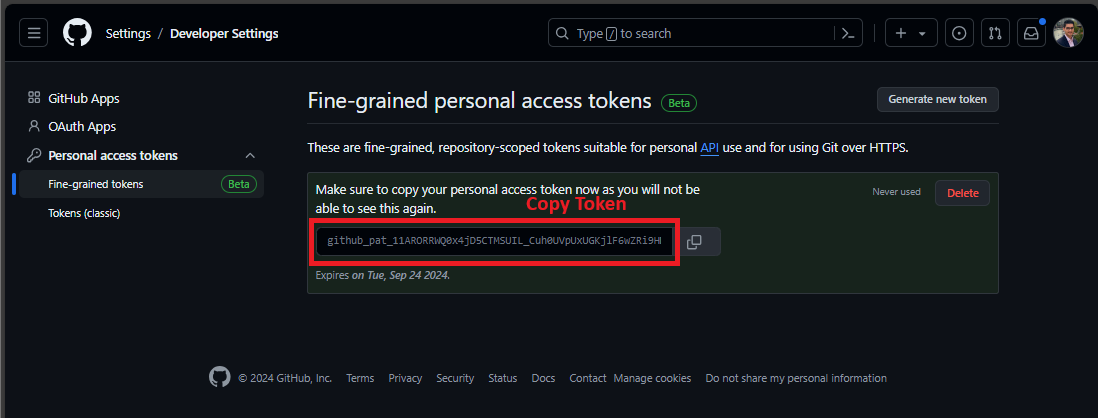 Settings / Developer Settings
Type / to search
GitHub Apps
OAuth Apps
Personal access tokens
Fine-grained tokens Beta
Tokens (classic)
Fine-grained personal access tokens Beta
Generate new token
These are fine-grained, repository-scoped tokens suitable for personal API use and for using Git over HTTPS.
Make sure to copy your personal access token now as you will not be
able to see this again.
Copy Token
Never used
Delete
Expires on Tue, Sep 24 2024.
© 2024 GitHub, Inc. Terms Privacy Security Status Docs Contact Manage cookies Do not share my personal information